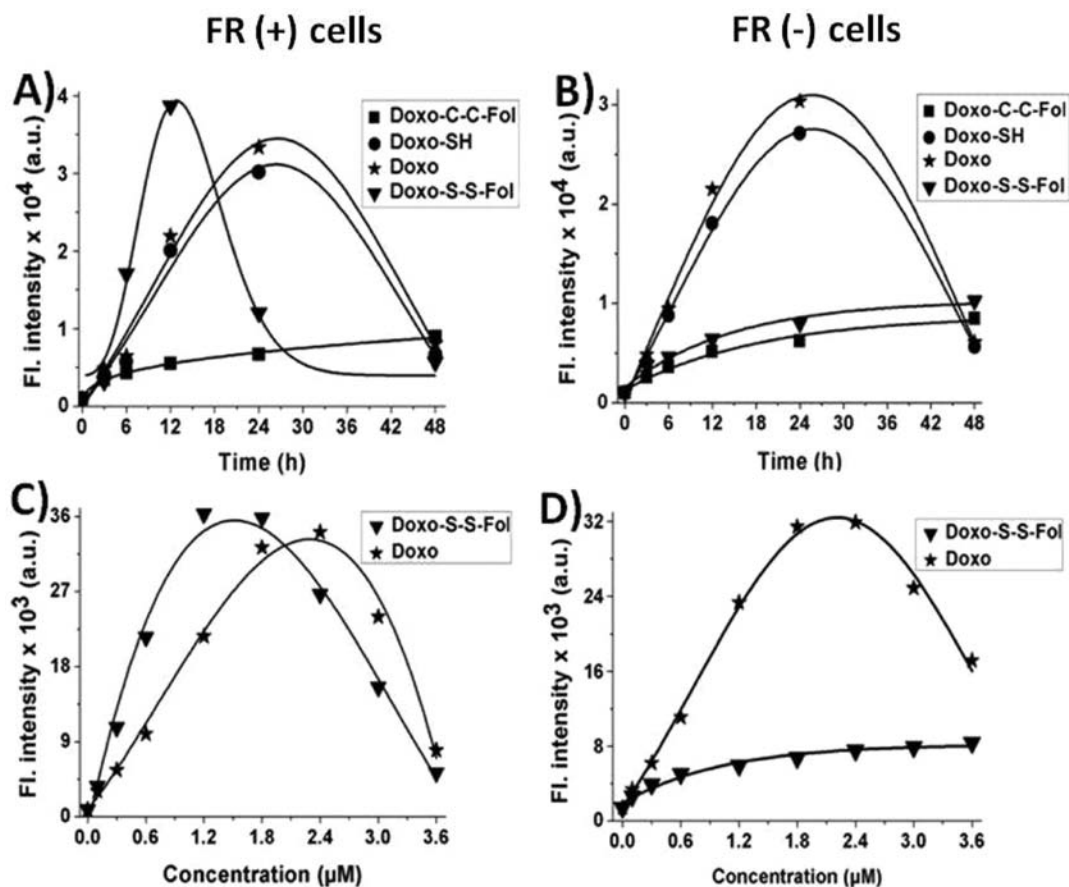 FR (+) cells
FR (-) cells
A)
4
3
2
1
0
Fl. intensity x 10⁴ (a.u.)
Doxo-C-C-Fol
Doxo-SH
Doxo
Doxo-S-S-Fol
0 6 12 18 24 30 36 42 48
Time (h)
B)
3
2
1
0
Fl. intensity x 10⁴ (a.u.)
Doxo-C-C-Fol
Doxo-SH
Doxo
Doxo-S-S-Fol
0 6 12 18 24 30 36 42 48
Time (h)
C)
36
27
18
9
0
Fl. intensity x 10³ (a.u.)
Doxo-S-S-Fol
Doxo
0.0 0.6 1.2 1.8 2.4 3.0 3.6
Concentration (μM)
D)
32
24
16
8
0
Fl. intensity x 10³ (a.u.)
Doxo-S-S-Fol
Doxo
0.0 0.6 1.2 1.8 2.4 3.0 3.6
Concentration (μM)